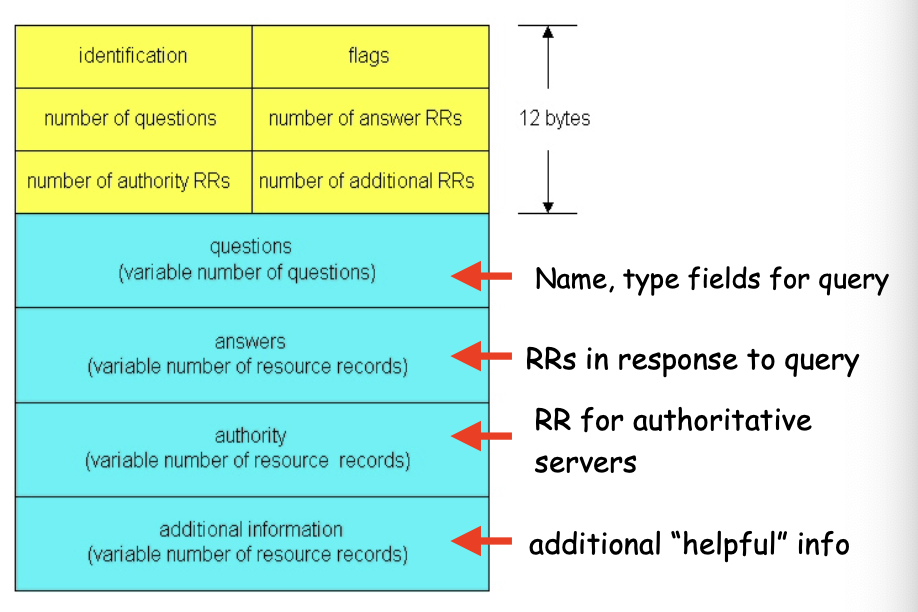 identification
flags
number of questions
number of answer RRs
12 bytes
number of authority RRs
number of additional RRs
questions
(variable number of questions)
Name, type fields for query
answers
(variable number of resource records)
RRs in response to query
authority
(variable number of resource records)
RR for authoritative
servers
additional information
(variable number of resource records)
additional “helpful” info